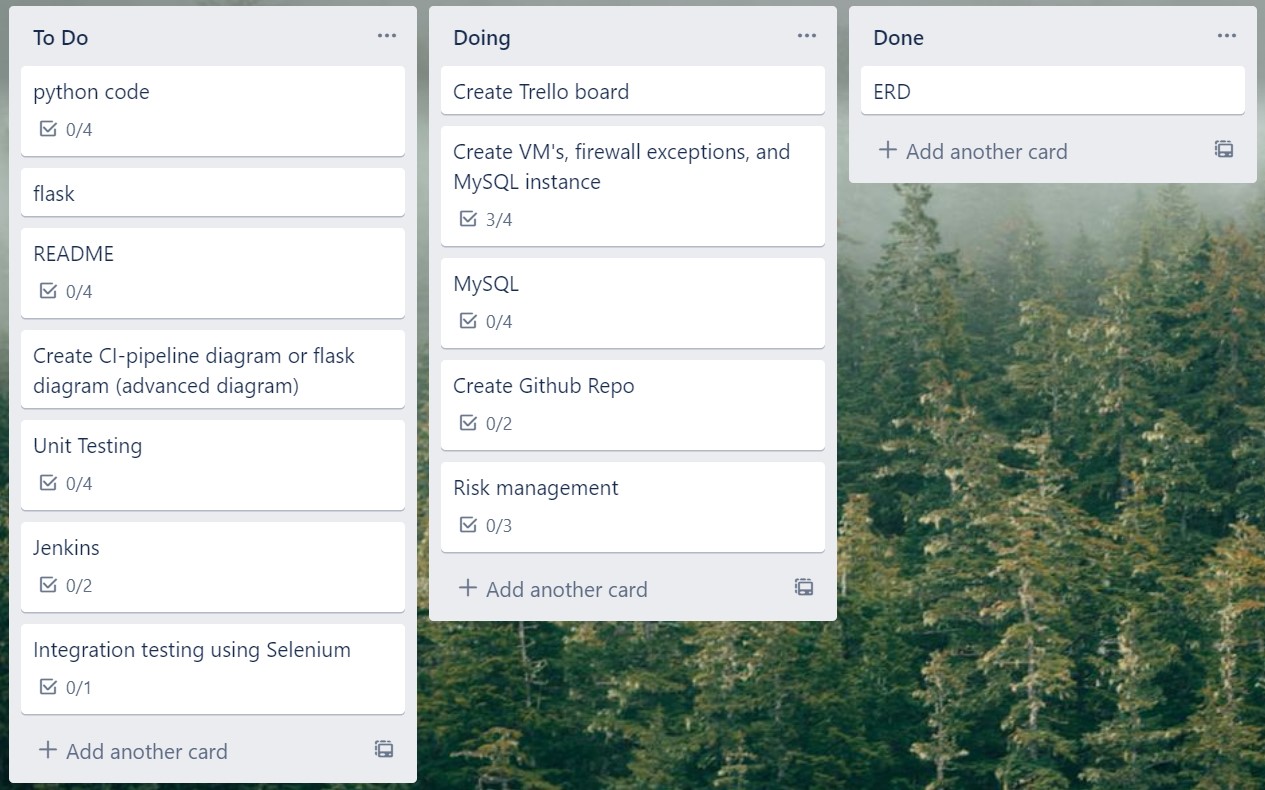 To Do
python code
0/4
flask
README
0/4
Create CI-pipeline diagram or flask
diagram (advanced diagram)
Unit Testing
0/4
Jenkins
0/2
Integration testing using Selenium
0/1
Add another card
Doing
Create Trello board
Create VM's, firewall exceptions, and
MySQL instance
3/4
MySQL
0/4
Create Github Repo
0/2
Risk management
0/3
Add another card
Done
ERD
Add another card